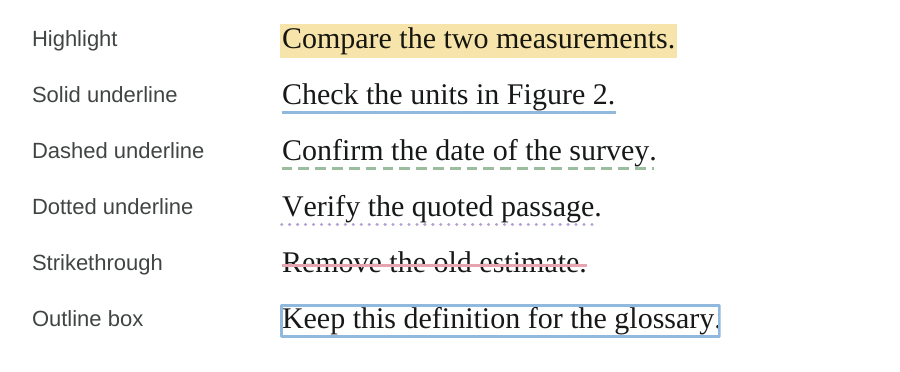 Highlight Compare the two measurements.
Solid underline Check the units in Figure 2.
Dashed underline Confirm the date of the survey.
Dotted underline Verify the quoted passage.
Strikethrough Remove the old estimate.
Outline box Keep this definition for the glossary.